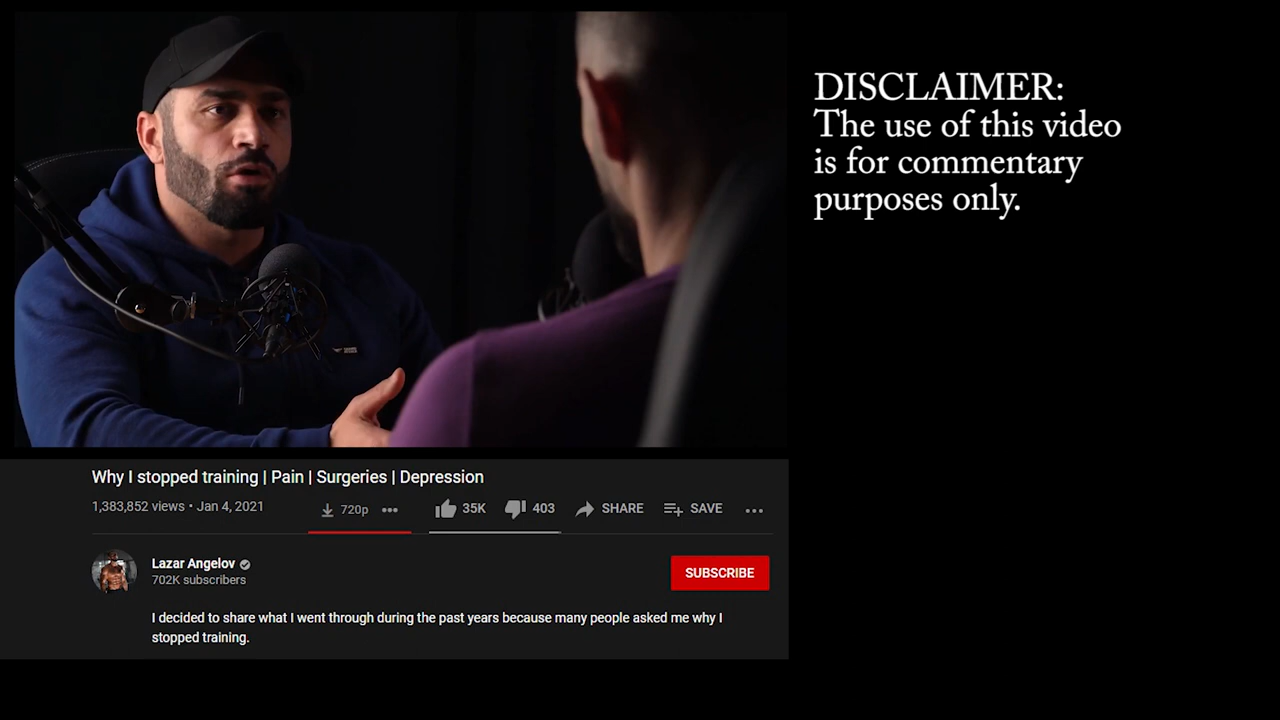 DISCLAIMER:
The use of this video
is for commentary
purposes only.
Why I stopped training | Pain | Surgeries | Depression
1,383,852 views • Jan 4, 2021
720p
35K
403
SHARE
SAVE
Lazar Angelov
702K subscribers
SUBSCRIBE
I decided to share what I went through during the past years because many people asked me why I
stopped training.